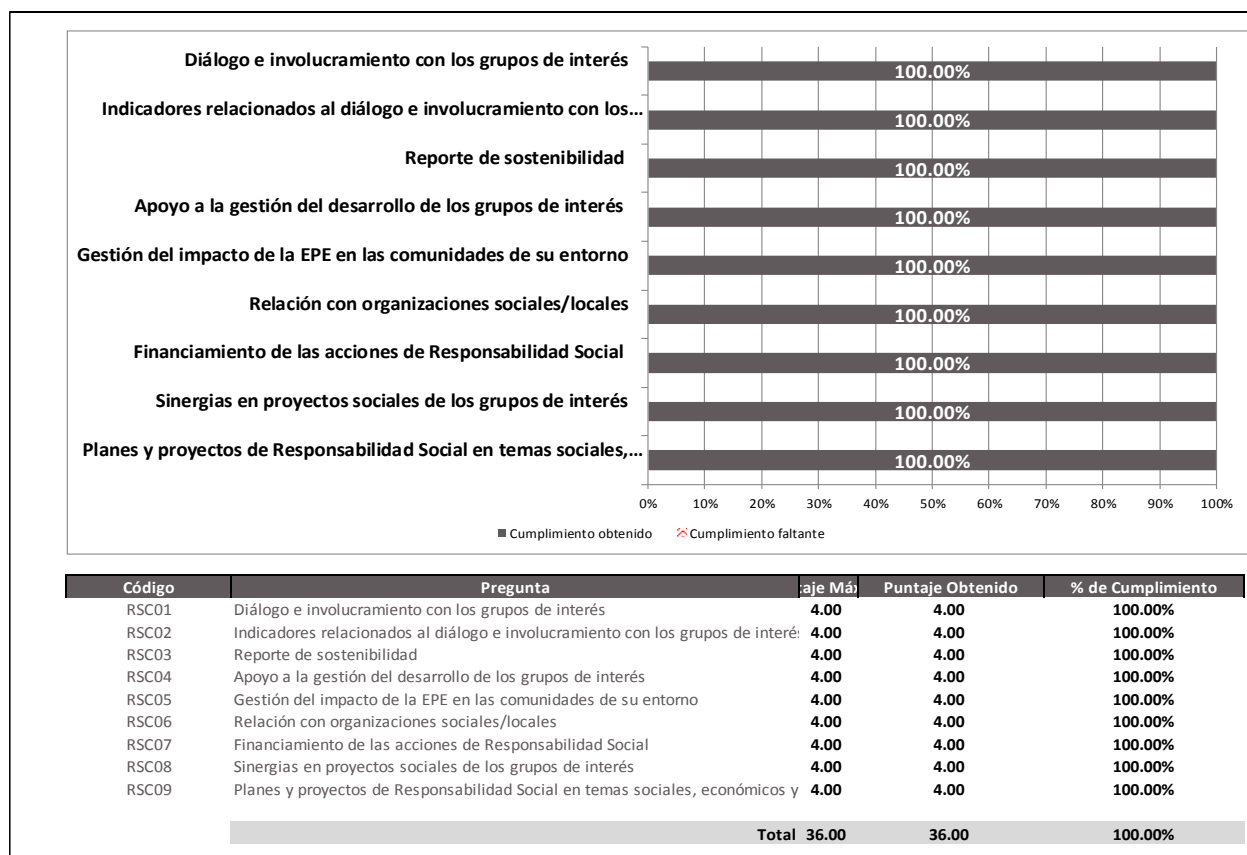 Diálogo e involucramiento con los grupos de interés
100.00%
Indicadores relacionados al diálogo e involucramiento con los...
100.00%
Reporte de sostenibilidad
100.00%
Apoyo a la gestión del desarrollo de los grupos de interés
100.00%
Gestión del impacto de la EPE en las comunidades de su entorno
100.00%
Relación con organizaciones sociales/locales
100.00%
Financiamiento de las acciones de Responsabilidad Social
100.00%
Sinergias en proyectos sociales de los grupos de interés
100.00%
Planes y proyectos de Responsabilidad Social en temas sociales,...
100.00%
0% 10% 20% 30% 40% 50% 60% 70% 80% 90% 100%
Cumplimiento obtenido Cumplimiento faltante
Código Pregunta aje Má Puntaje Obtenido % de Cumplimiento
RSC01 Diálogo e involucramiento con los grupos de interés 4.00 4.00 100.00%
RSC02 Indicadores relacionados al diálogo e involucramiento con los grupos de interé 4.00 4.00 100.00%
RSC03 Reporte de sostenibilidad 4.00 4.00 100.00%
RSC04 Apoyo a la gestión del desarrollo de los grupos de interés 4.00 4.00 100.00%
RSC05 Gestión del impacto de la EPE en las comunidades de su entorno 4.00 4.00 100.00%
RSC06 Relación con organizaciones sociales/locales 4.00 4.00 100.00%
RSC07 Financiamiento de las acciones de Responsabilidad Social 4.00 4.00 100.00%
RSC08 Sinergias en proyectos sociales de los grupos de interés 4.00 4.00 100.00%
RSC09 Planes y proyectos de Responsabilidad Social en temas sociales, económicos y 4.00 4.00 100.00%
Total 36.00 36.00 100.00%